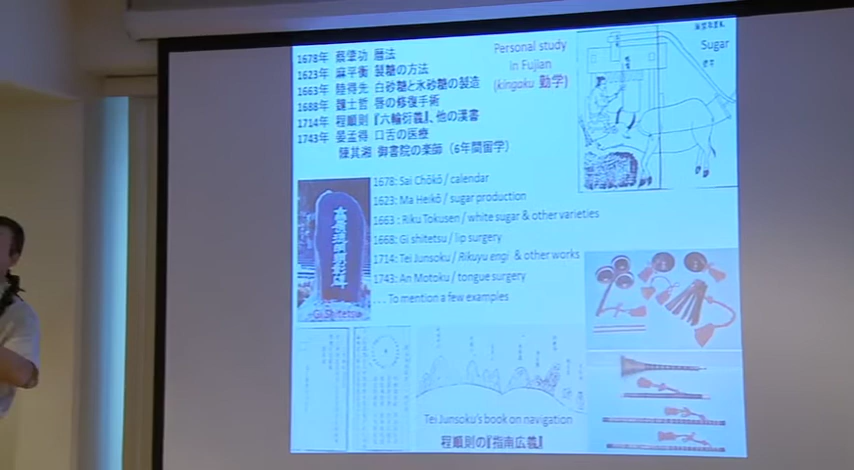 1678年 蔡肇功 暦法
1623年 麻平衡 製糖の方法
1663年 陸得先 白砂糖と氷砂糖の製造
1688年 魏士哲 唇の修復手術
1714年 程順則『六諭衍義』、他の漢書
1743年 晏孟得 口舌の医療
陳其湘 御書院の楽師（6年間留学）
Personal study
in Fujian
(kingaku 勤学)
Sugar
1678: Sai Chōkō / calendar
1623: Ma Heikō / sugar production
1663: Riku Tokusen / white sugar & other varieties
1668: Gi shitetsu / lip surgery
1714: Tei Junsoku / Rikuyu engi & other works
1743: An Motoku / tongue surgery
. . . To mention a few examples
Gi Shitetsu
Tei Junsoku's book on navigation
程順則の『指南広義』